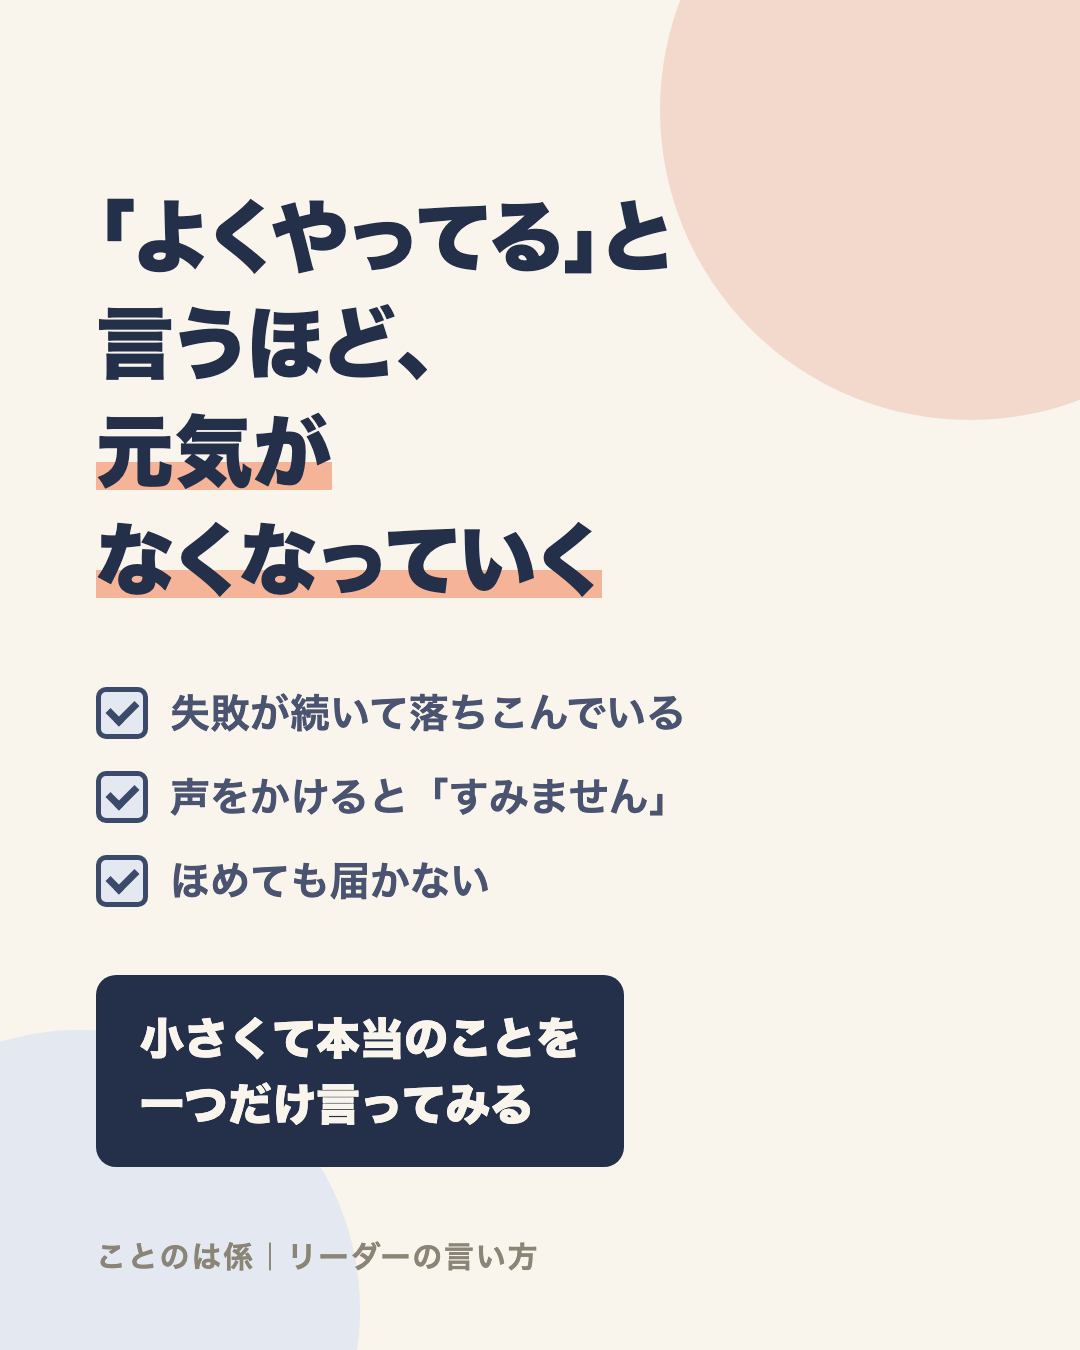 「よくやってる」と
言うほど、
元気が
なくなっていく
失敗が続いて落ちこんでいる
声をかけると「すみません」
ほめても届かない
小さくて本当のことを
一つだけ言ってみる
ことのは係｜リーダーの言い方